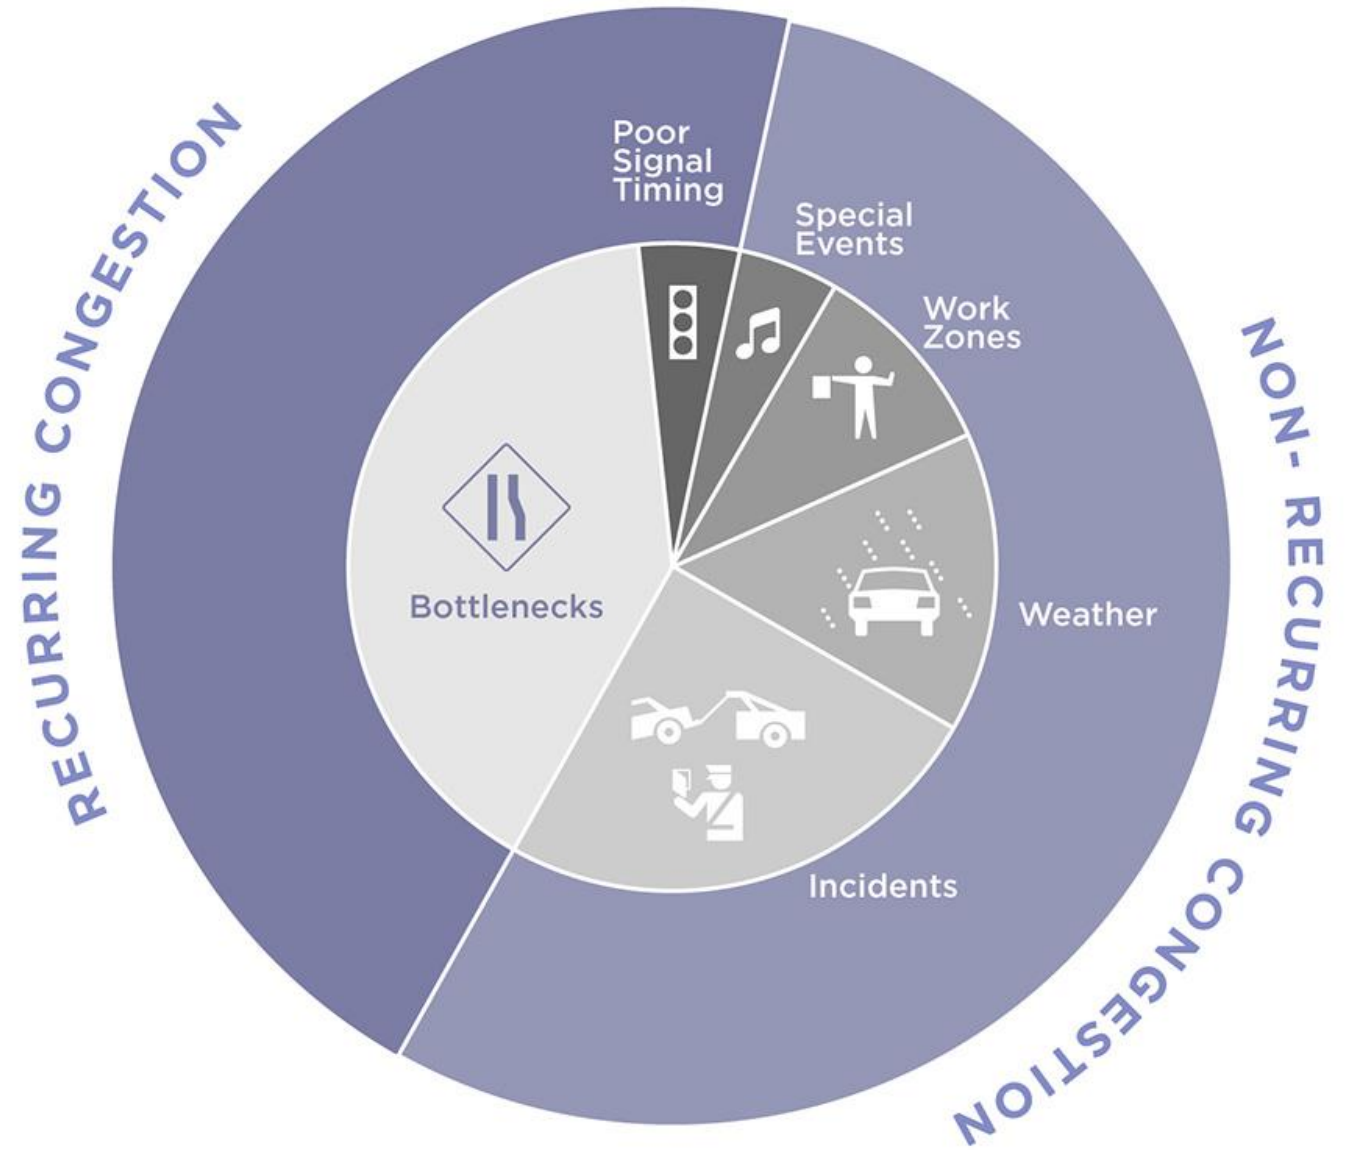 RECURRING CONGESTION
Poor
Signal
Timing
Special
Events
Work
Zones
Bottlenecks
Weather
Incidents
NON- RECURRING CONGESTION